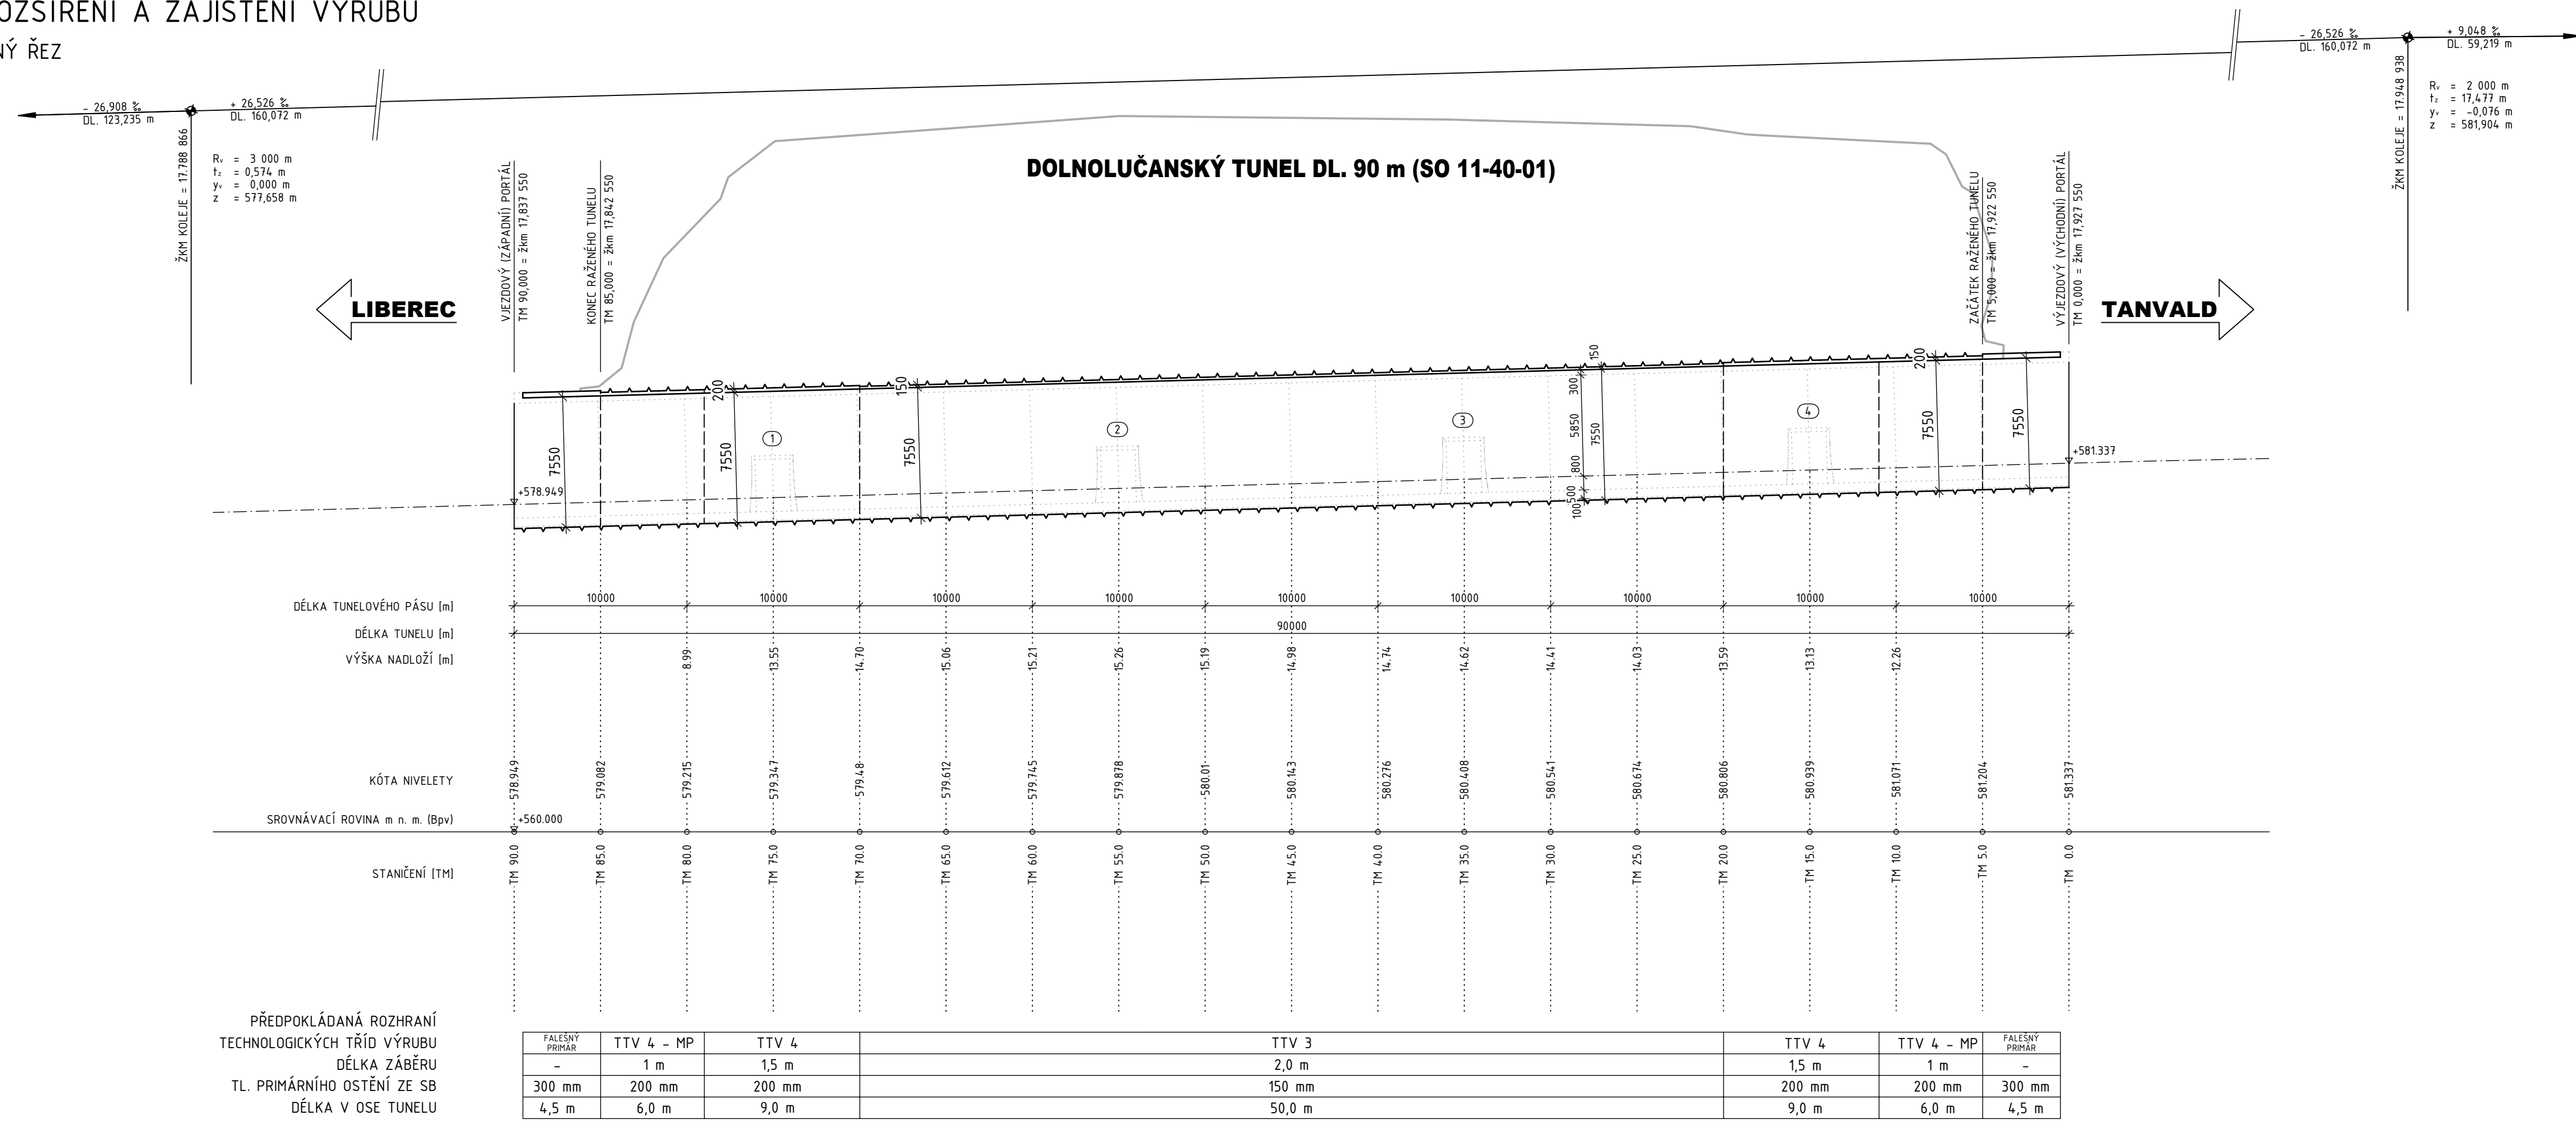 OZŠÍŘENÍ A ZAJIŠTĚNÍ VÝRUBU
NÝ ŘEZ
- 26,908 ‰
DL. 123,235 m
+ 26,526 ‰
DL. 160,072 m
ŽKM KOLEJE = 17.788 866
Rᵥ = 3 000 m
t𝓏 = 0,574 m
yᵥ = 0,000 m
z = 577,658 m
- 26,526 ‰
DL. 160,072 m
+ 9,048 ‰
DL. 59,219 m
ŽKM KOLEJE = 17.948 938
Rᵥ = 2 000 m
t𝓏 = 17,477 m
yᵥ = -0,076 m
z = 581,904 m
DOLNOLUČANSKÝ TUNEL DL. 90 m (SO 11-40-01)
VJEZDOVÝ (ZÁPADNÍ) PORTÁL
TM 90,000 = žkm 17,837 550
KONEC RAŽENÉHO TUNELU
TM 85,000 = žkm 17,842 550
ZAČÁTEK RAŽENÉHO TUNELU
TM 5,000 = žkm 17,922 550
VÝJEZDOVÝ (VÝCHODNÍ) PORTÁL
TM 0,000 = žkm 17,927 550
LIBEREC
TANVALD
7550
200
7550
150
7550
150
300
5850
7550
800
500
100
200
7550
7550
1
2
3
4
+578.949
+581.337
DÉLKA TUNELOVÉHO PÁSU [m]
10000 10000 10000 10000 10000 10000 10000 10000 10000
DÉLKA TUNELU [m]
90000
VÝŠKA NADLOŽÍ [m]
8.99 13.55 14.70 15.06 15.21 15.26 15.19 14.98 14.74 14.62 14.41 14.03 13.59 13.13 12.26
KÓTA NIVELETY
578.949 579.082 579.215 579.347 579.48 579.612 579.745 579.878 580.01 580.143 580.276 580.408 580.541 580.674 580.806 580.939 581.071 581.204 581.337
SROVNÁVACÍ ROVINA m n. m. (Bpv)
+560.000
STANIČENÍ [TM]
TM 90.0 TM 85.0 TM 80.0 TM 75.0 TM 70.0 TM 65.0 TM 60.0 TM 55.0 TM 50.0 TM 45.0 TM 40.0 TM 35.0 TM 30.0 TM 25.0 TM 20.0 TM 15.0 TM 10.0 TM 5.0 TM 0.0
PŘEDPOKLÁDANÁ ROZHRANÍ
TECHNOLOGICKÝCH TŘÍD VÝRUBU
FALEŠNÝ
PRIMÁR
TTV 4 - MP TTV 4 TTV 3 TTV 4 TTV 4 - MP
FALEŠNÝ
PRIMÁR
DÉLKA ZÁBĚRU
- 1 m 1,5 m 2,0 m 1,5 m 1 m -
TL. PRIMÁRNÍHO OSTĚNÍ ZE SB
300 mm 200 mm 200 mm 150 mm 200 mm 200 mm 300 mm
DÉLKA V OSE TUNELU
4,5 m 6,0 m 9,0 m 50,0 m 9,0 m 6,0 m 4,5 m